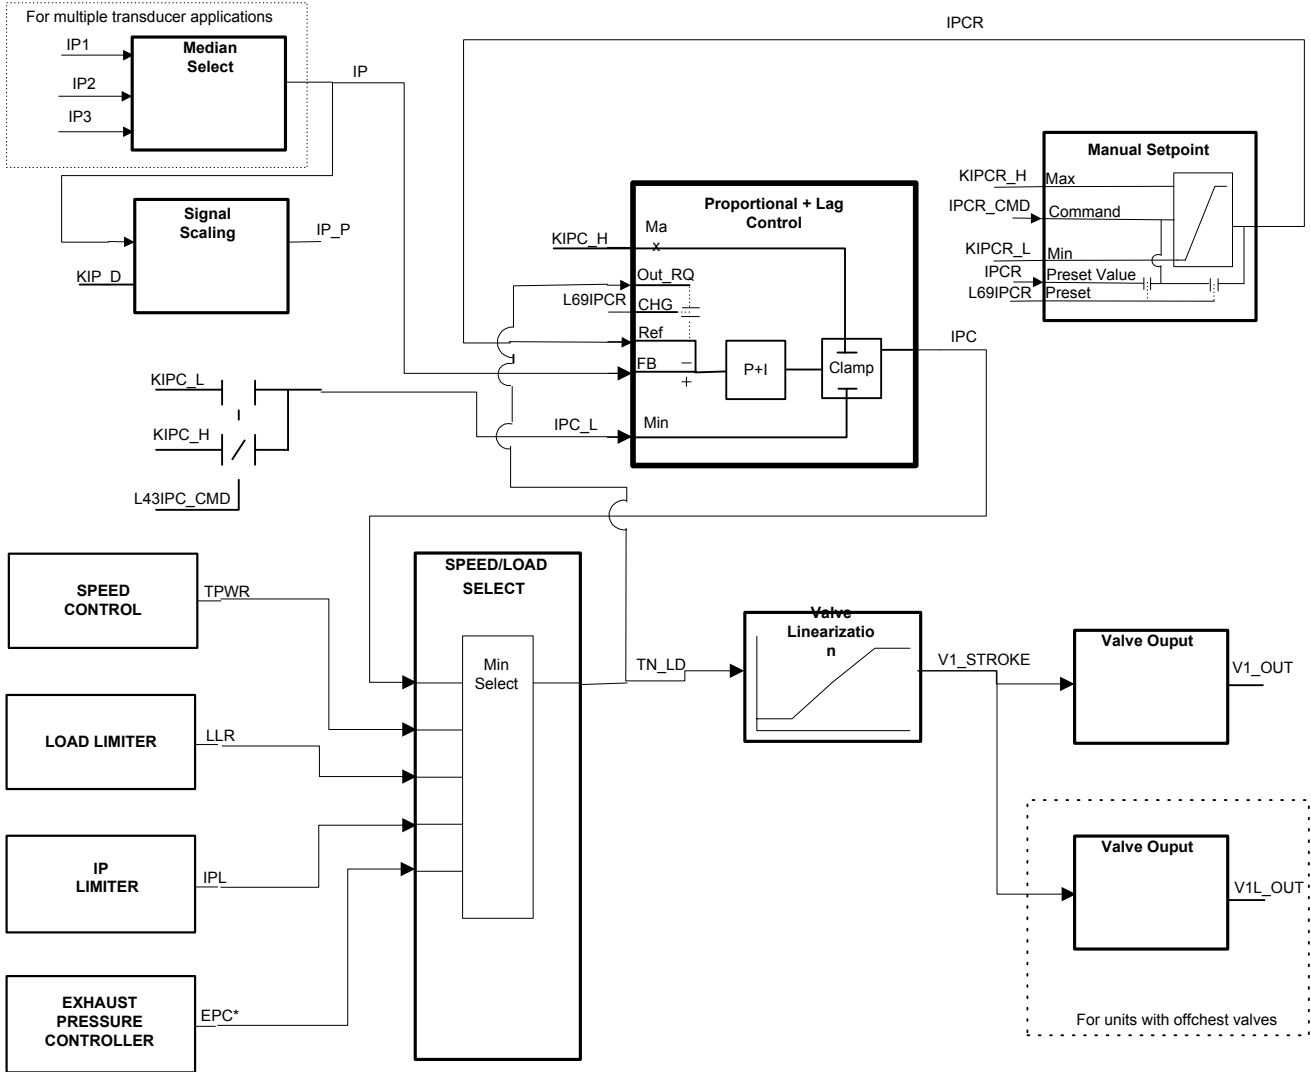 For multiple transducer applications
IP1
IP2
IP3
Median
Select
IP
IPCR
Signal
Scaling
KIP_D
IP_P
Manual Setpoint
KIPCR_H
Max
IPCR_CMD
Command
KIPCR_L
Min
IPCR
Preset Value
L69IPCR
Preset
Proportional + Lag
Control
KIPC_H
Ma
x
Out_RQ
L69IPCR
CHG
Ref
FB
−
+
P+I
Clamp
IPC_L
Min
IPC
KIPC_L
KIPC_H
L43IPC_CMD
SPEED
CONTROL
TPWR
LOAD LIMITER
LLR
IP
LIMITER
IPL
EXHAUST
PRESSURE
CONTROLLER
EPC*
SPEED/LOAD
SELECT
Min
Select
TN_LD
Valve
Linearizatio
n
V1_STROKE
Valve Ouput
V1_OUT
Valve Ouput
V1L_OUT
For units with offchest valves